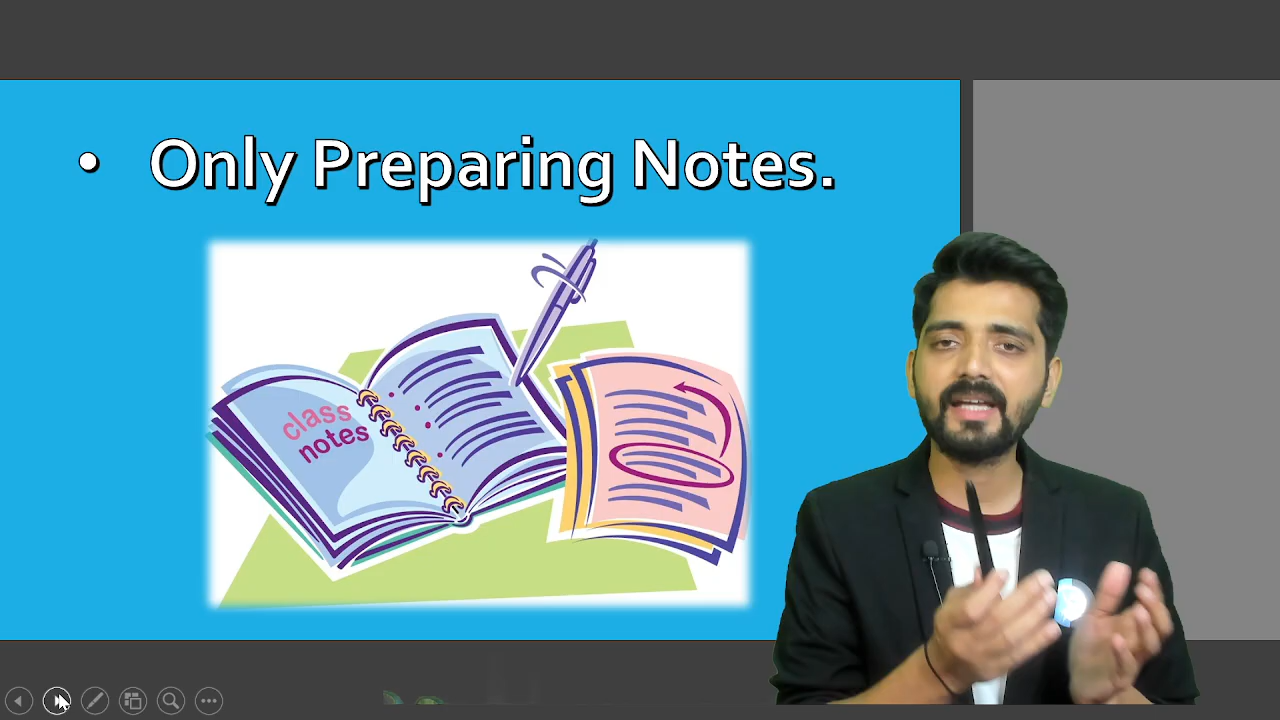 • Only Preparing Notes.
class
notes